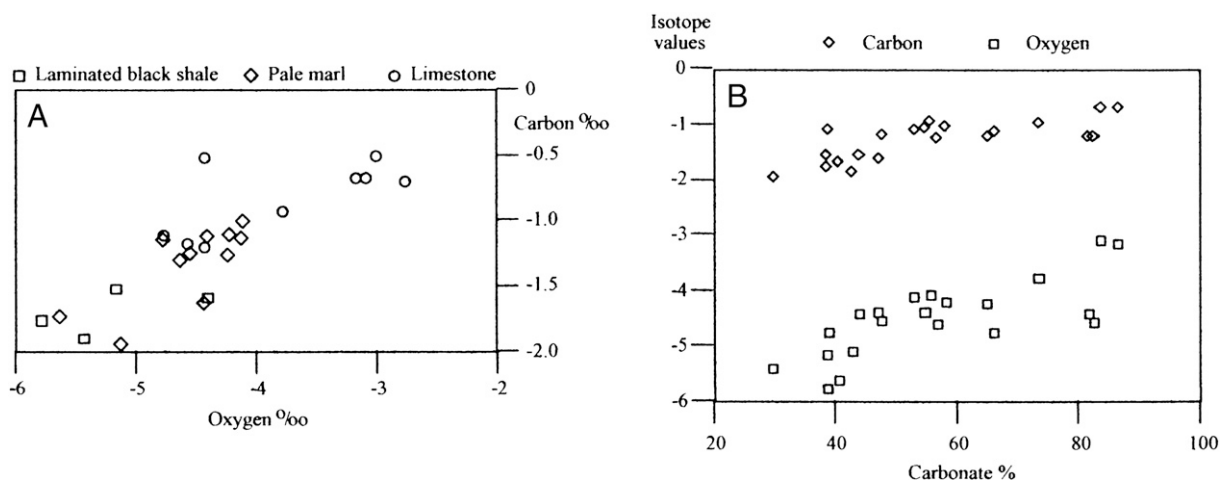 □ Laminated black shale ◇ Pale marl ○ Limestone
A
0
Carbon ‰
-0.5
-1.0
-1.5
-2.0
-6 -5 -4 -3 -2
Oxygen ‰
Isotope
values
◇ Carbon □ Oxygen
B
0
-1
-2
-3
-4
-5
-6
20 40 60 80 100
Carbonate %